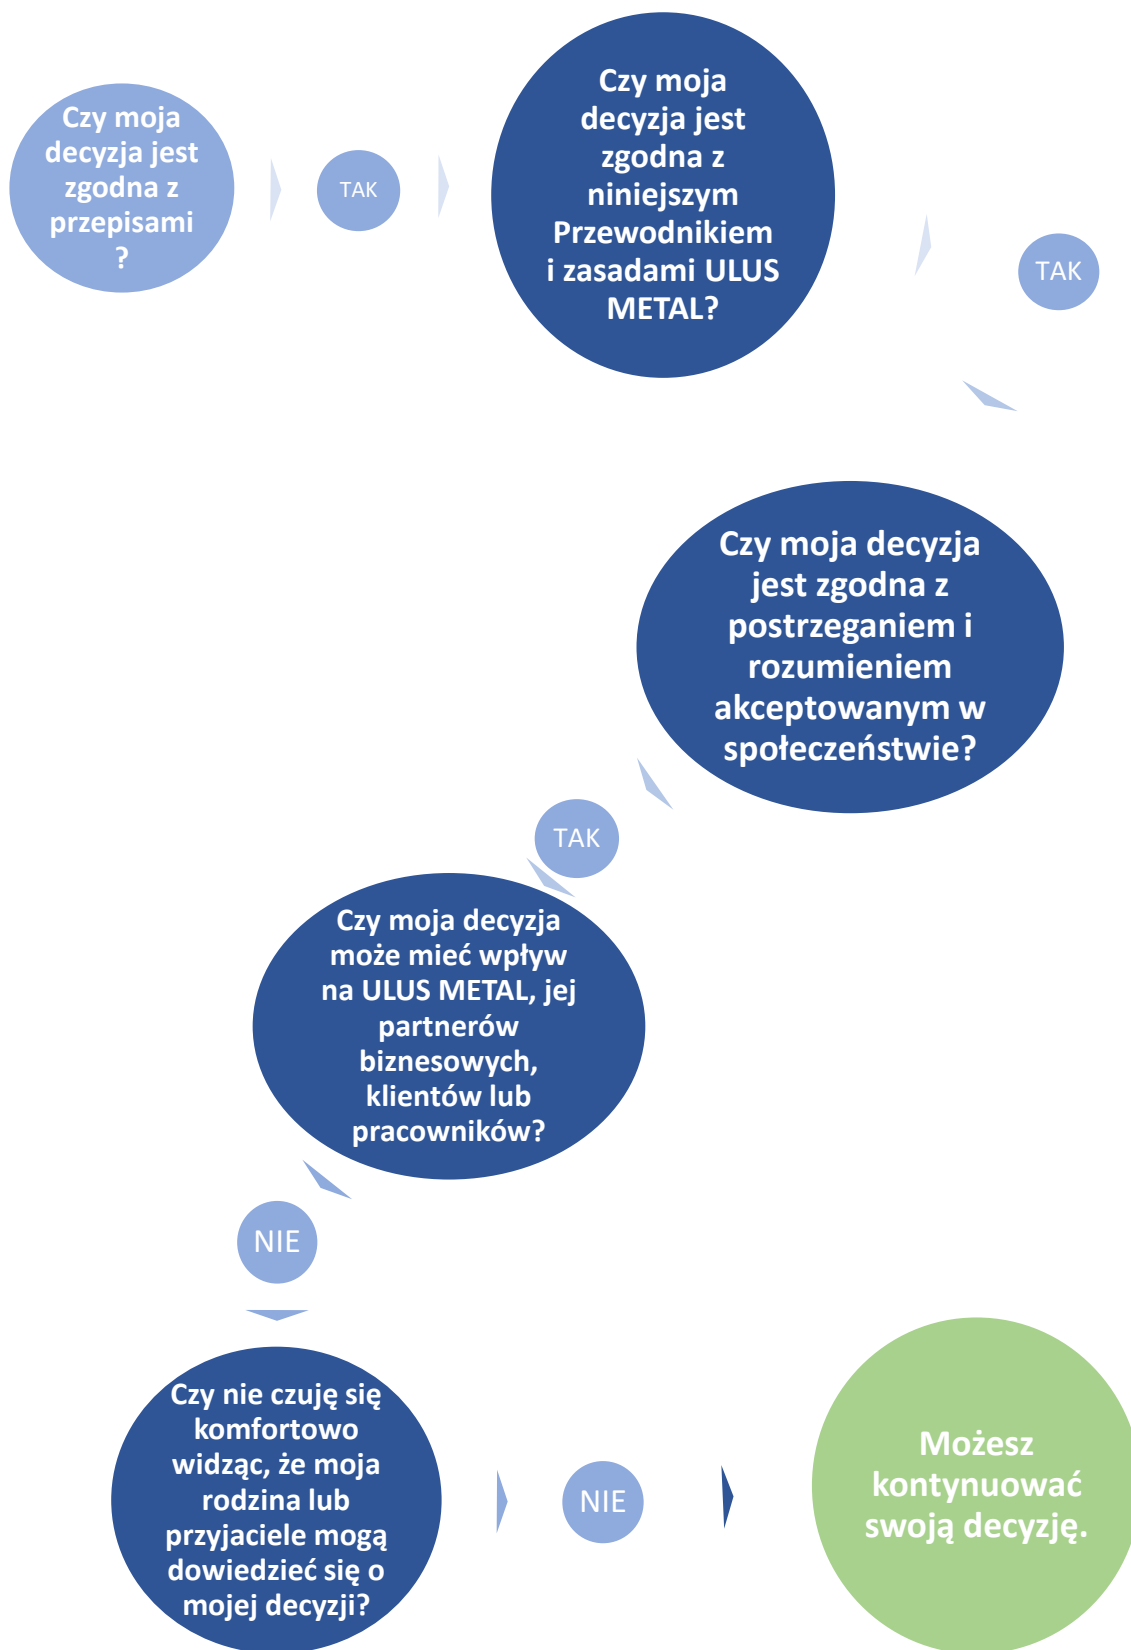 Czy moja
decyzja jest
zgodna z
przepisami
?
TAK
Czy moja
decyzja jest
zgodna z
niniejszym
Przewodnikiem
i zasadami ULUS
METAL?
TAK
Czy moja decyzja
jest zgodna z
postrzeganiem i
rozumieniem
akceptowanym w
społeczeństwie?
TAK
Czy moja decyzja
może mieć wpływ
na ULUS METAL, jej
partnerów
biznesowych,
klientów lub
pracowników?
NIE
Czy nie czuję się
komfortowo
widząc, że moja
rodzina lub
przyjaciele mogą
dowiedzieć się o
mojej decyzji?
NIE
Możesz
kontynuować
swoją decyzję.